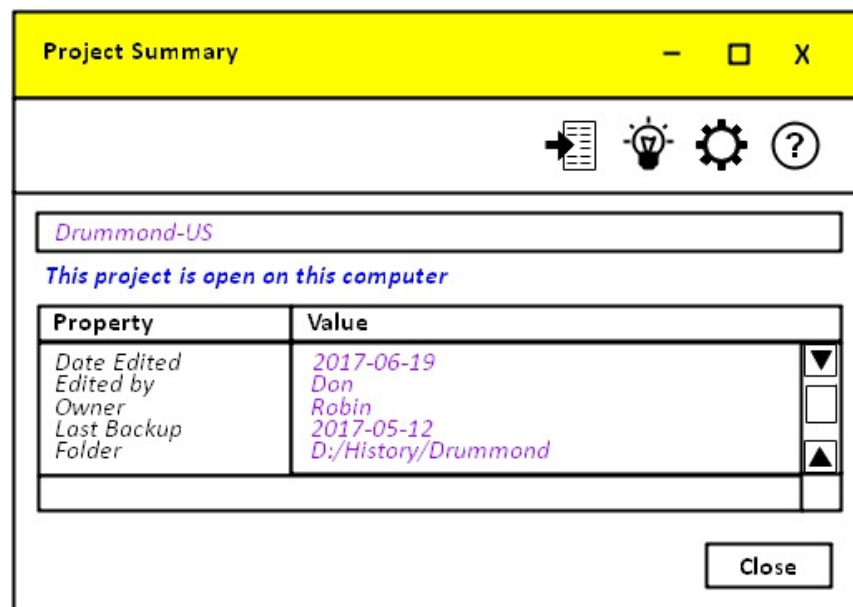 Project Summary
Drummond-US
This project is open on this computer
Property Value
Date Edited 2017-06-19
Edited by Don
Owner Robin
Last Backup 2017-05-12
Folder D:/History/Drummond
Close